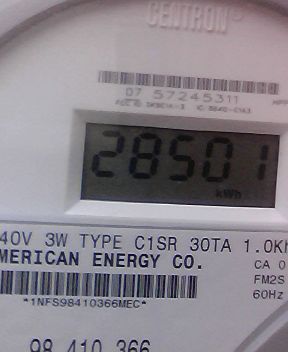 CENTRON
07 57245311
28501
kWh
40V 3W TYPE C1SR 30TA 1.0Kh
MERICAN ENERGY CO.
CA 0
FM2S
60Hz
*1NFS98410366MEC*
98 410 366